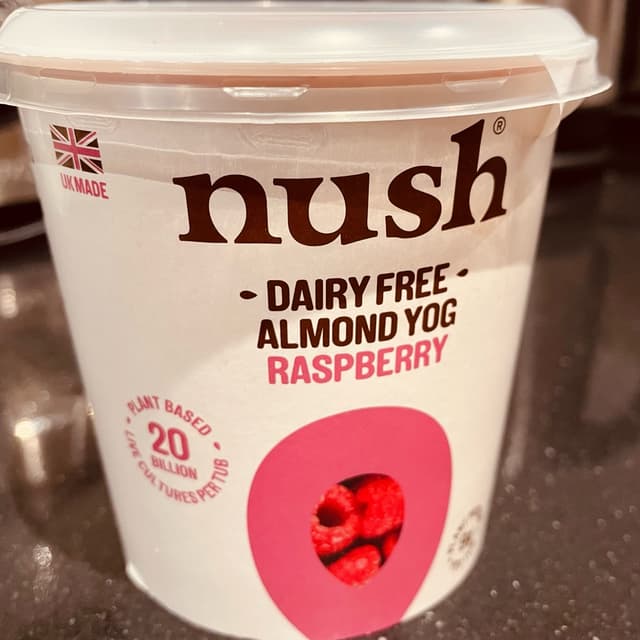 UK MADE
nush®
DAIRY FREE
ALMOND YOG
RASPBERRY
PLANT BASED
20
BILLION
LIVE CULTURES PER TUB